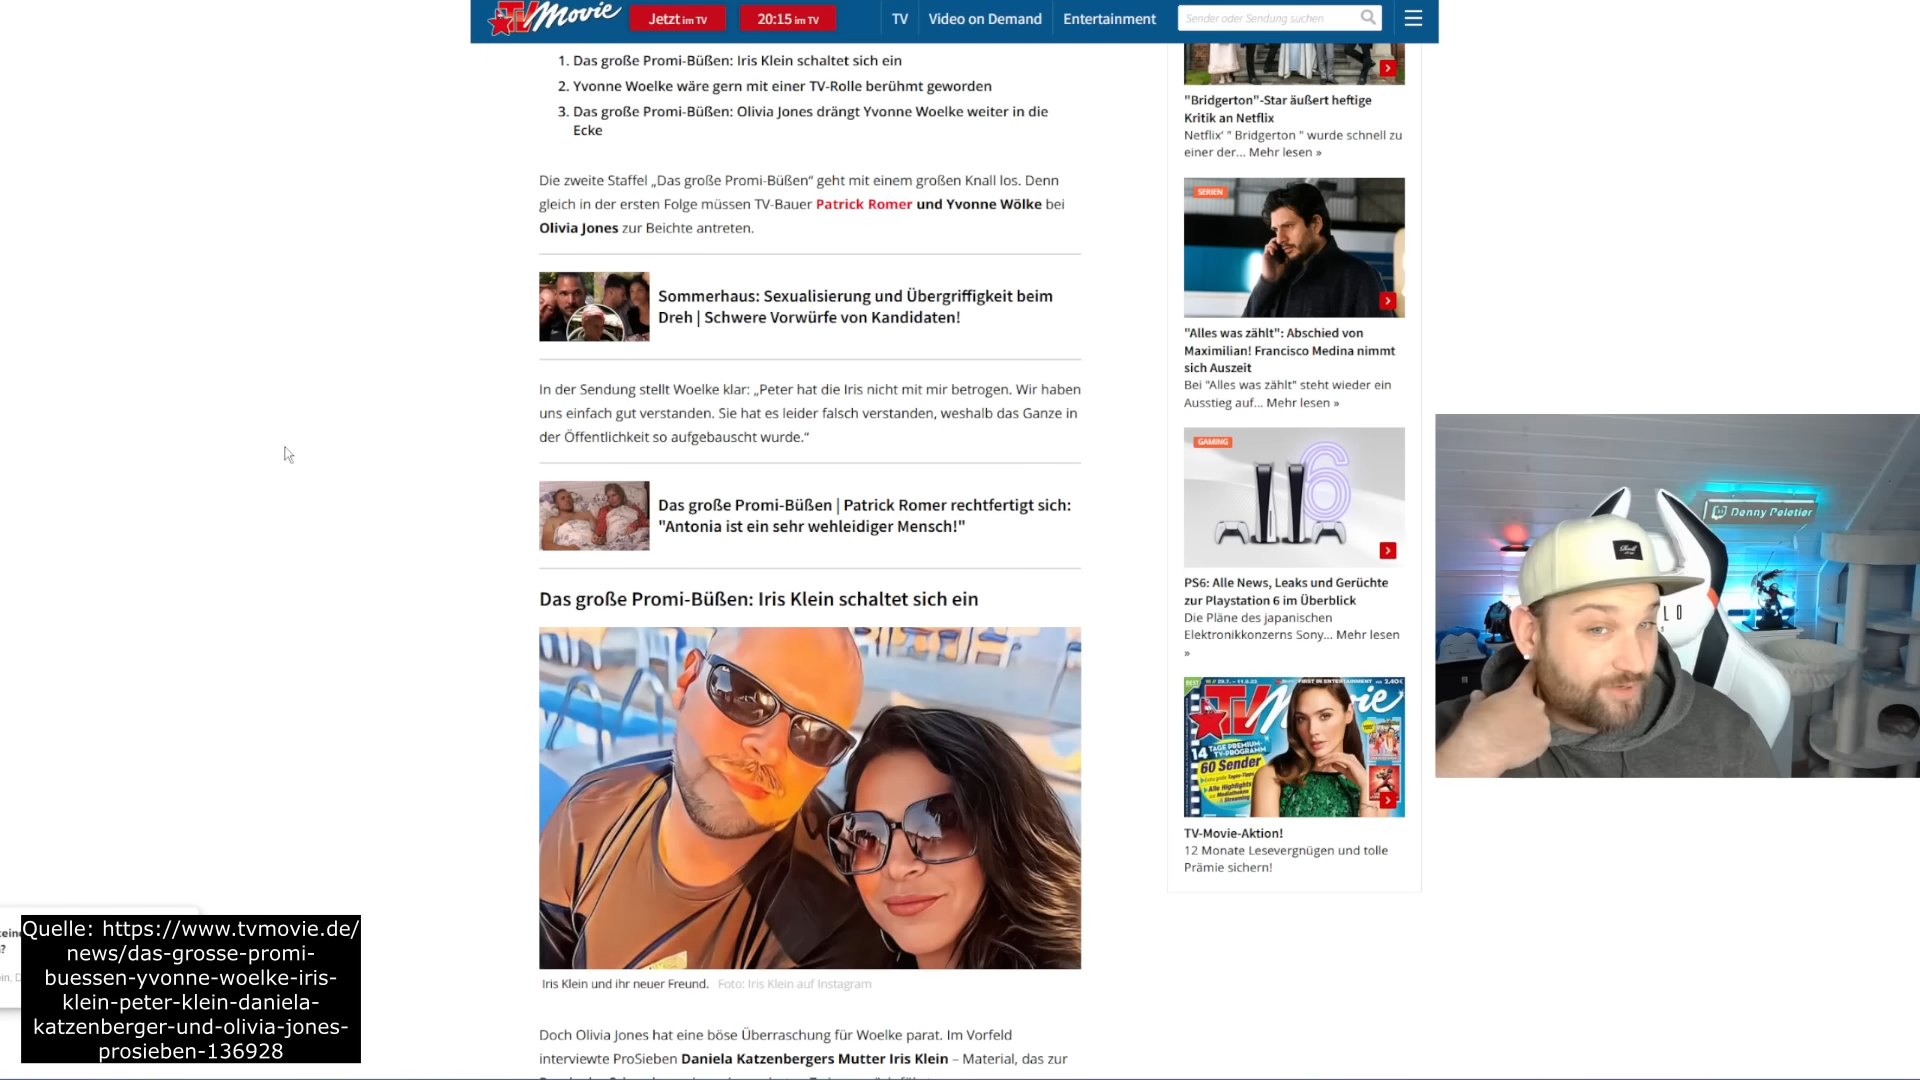 TV Movie
Jetzt im TV
20:15 im TV
TV
Video on Demand
Entertainment
Sender oder Sendung suchen
1. Das große Promi-Büßen: Iris Klein schaltet sich ein
2. Yvonne Woelke wäre gern mit einer TV-Rolle berühmt geworden
3. Das große Promi-Büßen: Olivia Jones drängt Yvonne Woelke weiter in die
Ecke
Die zweite Staffel „Das große Promi-Büßen“ geht mit einem großen Knall los. Denn
gleich in der ersten Folge müssen TV-Bauer Patrick Romer und Yvonne Wölke bei
Olivia Jones zur Beichte antreten.
Sommerhaus: Sexualisierung und Übergriffigkeit beim
Dreh | Schwere Vorwürfe von Kandidaten!
In der Sendung stellt Woelke klar: „Peter hat die Iris nicht mit mir betrogen. Wir haben
uns einfach gut verstanden. Sie hat es leider falsch verstanden, weshalb das Ganze in
der Öffentlichkeit so aufgebauscht wurde.“
Das große Promi-Büßen | Patrick Romer rechtfertigt sich:
"Antonia ist ein sehr wehleidiger Mensch!"
Das große Promi-Büßen: Iris Klein schaltet sich ein
Iris Klein und ihr neuer Freund. Foto: Iris Klein auf Instagram
Doch Olivia Jones hat eine böse Überraschung für Woelke parat. Im Vorfeld
interviewte ProSieben Daniela Katzenbergers Mutter Iris Klein – Material, das zur
"Bridgerton"-Star äußert heftige
Kritik an Netflix
Netflix' " Bridgerton " wurde schnell zu
einer der... Mehr lesen »
SERIEN
"Alles was zählt": Abschied von
Maximilian! Francisco Medina nimmt
sich Auszeit
Bei "Alles was zählt" steht wieder ein
Ausstieg auf... Mehr lesen »
GAMING
6
PS6: Alle News, Leaks und Gerüchte
zur Playstation 6 im Überblick
Die Pläne des japanischen
Elektronikkonzerns Sony... Mehr lesen
»
TV Movie
14 TAGE PREMIUM-
TV-PROGRAMM
60 Sender
TV-Movie-Aktion!
12 Monate Lesevergnügen und tolle
Prämie sichern!
Denny Peletier
Quelle: https://www.tvmovie.de/
news/das-grosse-promi-
buessen-yvonne-woelke-iris-
klein-peter-klein-daniela-
katzenberger-und-olivia-jones-
prosieben-136928